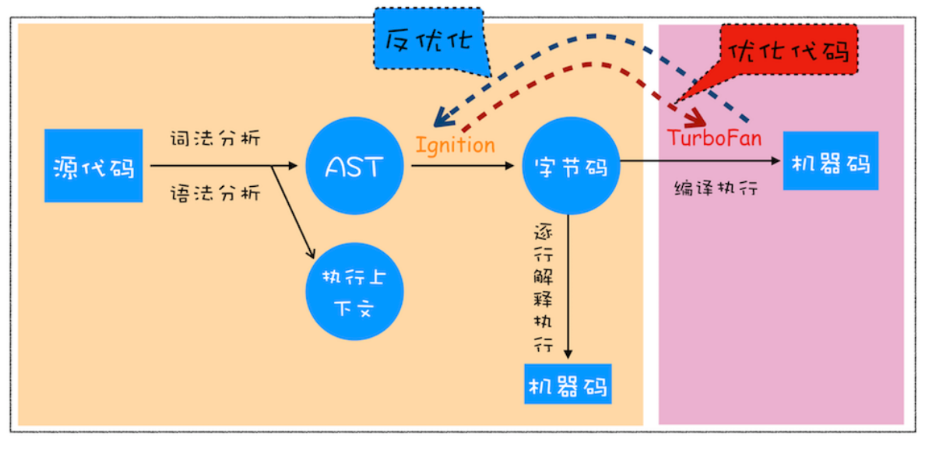 反优化
优化代码
源代码
词法分析
语法分析
AST
Ignition
字节码
TurboFan
编译执行
机器码
执行上
下文
逐
行
解
释
执
行
机器码